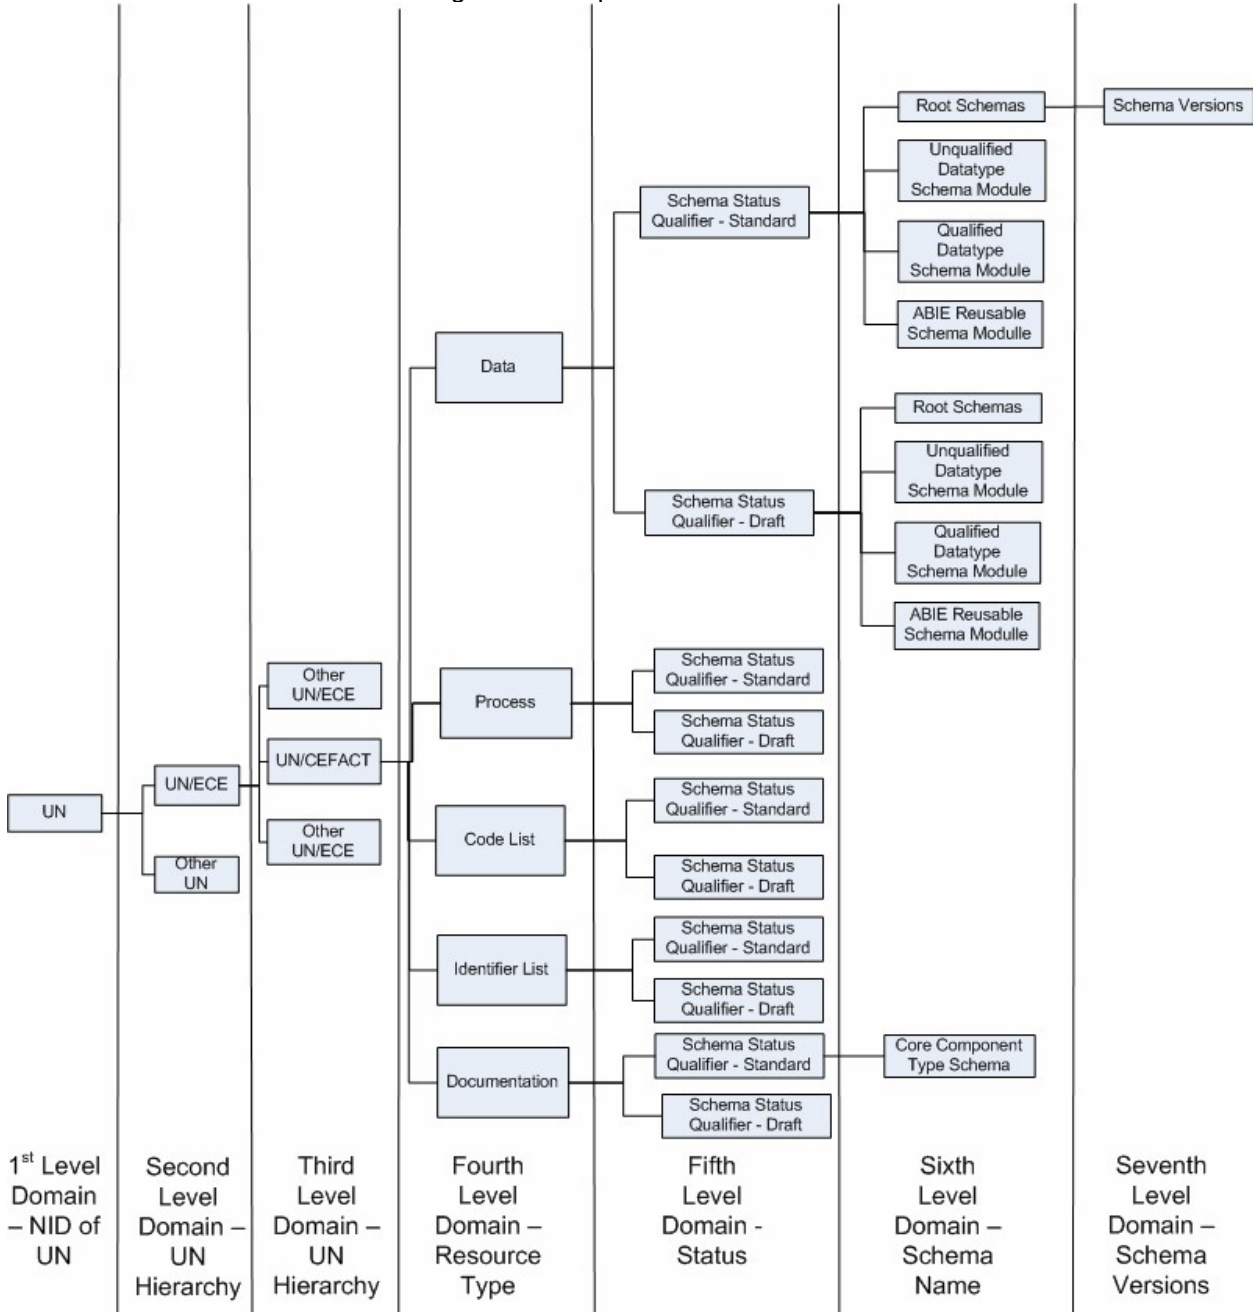 Root Schemas
Schema Versions
Unqualified
Datatype
Schema Module
Schema Status
Qualifier - Standard
Qualified
Datatype
Schema Module
ABIE Reusable
Schema Modulle
Data
Root Schemas
Unqualified
Datatype
Schema Module
Schema Status
Qualifier - Draft
Qualified
Datatype
Schema Module
ABIE Reusable
Schema Modulle
Other
UN/ECE
Process
Schema Status
Qualifier - Standard
Schema Status
Qualifier - Draft
UN/CEFACT
UN/ECE
UN
Other
UN
Other
UN/ECE
Code List
Schema Status
Qualifier - Standard
Schema Status
Qualifier - Draft
Identifier List
Schema Status
Qualifier - Standard
Schema Status
Qualifier - Draft
Documentation
Schema Status
Qualifier - Standard
Core Component
Type Schema
Schema Status
Qualifier - Draft
1st Level
Domain
– NID of
UN
Second
Level
Domain –
UN
Hierarchy
Third
Level
Domain –
UN
Hierarchy
Fourth
Level
Domain –
Resource
Type
Fifth
Level
Domain -
Status
Sixth
Level
Domain –
Schema
Name
Seventh
Level
Domain –
Schema
Versions